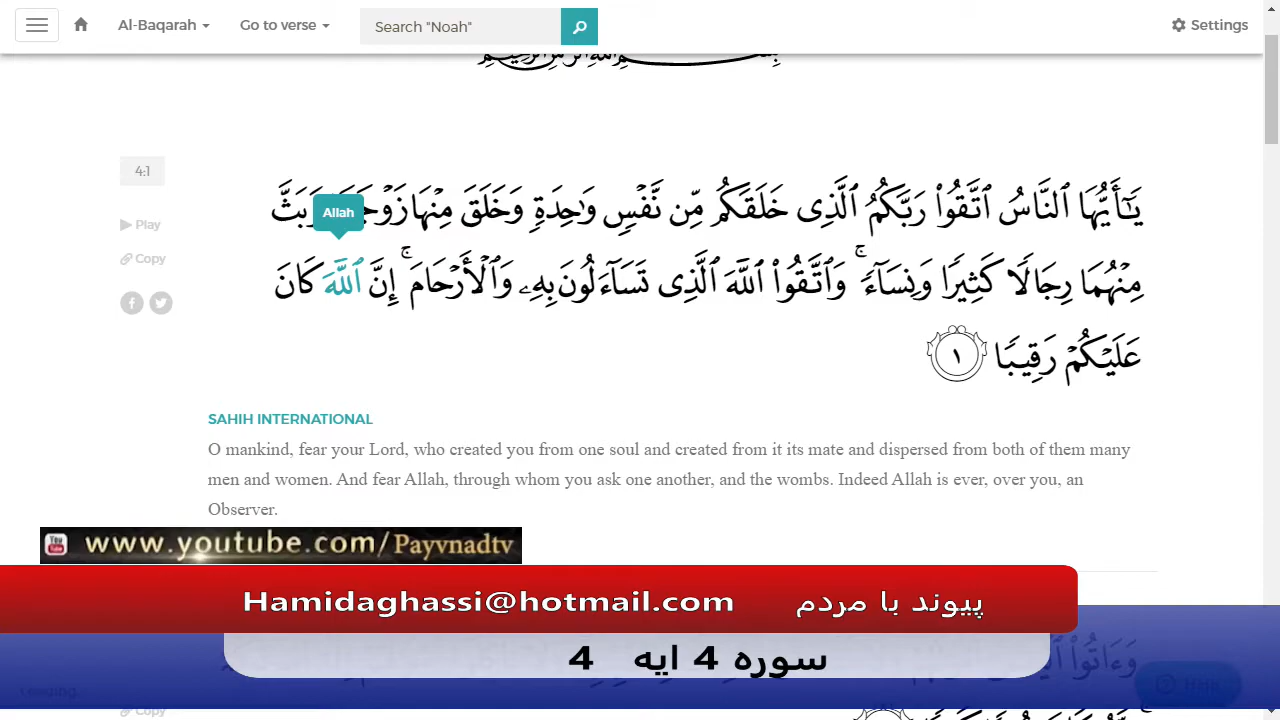 Al-Baqarah Go to verse Search "Noah" Settings
4:1
Play
Copy
Allah
يَـٰٓأَيُّهَا ٱلنَّاسُ ٱتَّقُوا۟ رَبَّكُمُ ٱلَّذِى خَلَقَكُم مِّن نَّفْسٍ وَٰحِدَةٍ وَخَلَقَ مِنْهَا وَبَثَّ
مِنْهُمَا رِجَالًا كَثِيرًا وَنِسَآءً ۚ وَٱتَّقُوا۟ ٱللَّهَ ٱلَّذِى تَسَآءَلُونَ بِهِۦ وَٱلْأَرْحَامَ ۚ إِنَّ ٱللَّهَ كَانَ
عَلَيْكُمْ رَقِيبًا ١
SAHIH INTERNATIONAL
O mankind, fear your Lord, who created you from one soul and created from it its mate and dispersed from both of them many
men and women. And fear Allah, through whom you ask one another, and the wombs. Indeed Allah is ever, over you, an
Observer.
You Tube www.youtube.com/Payvnadtv
Hamidaghassi@hotmail.com پیوند با مردم
سوره 4 ایه 4
Loading.
Copy